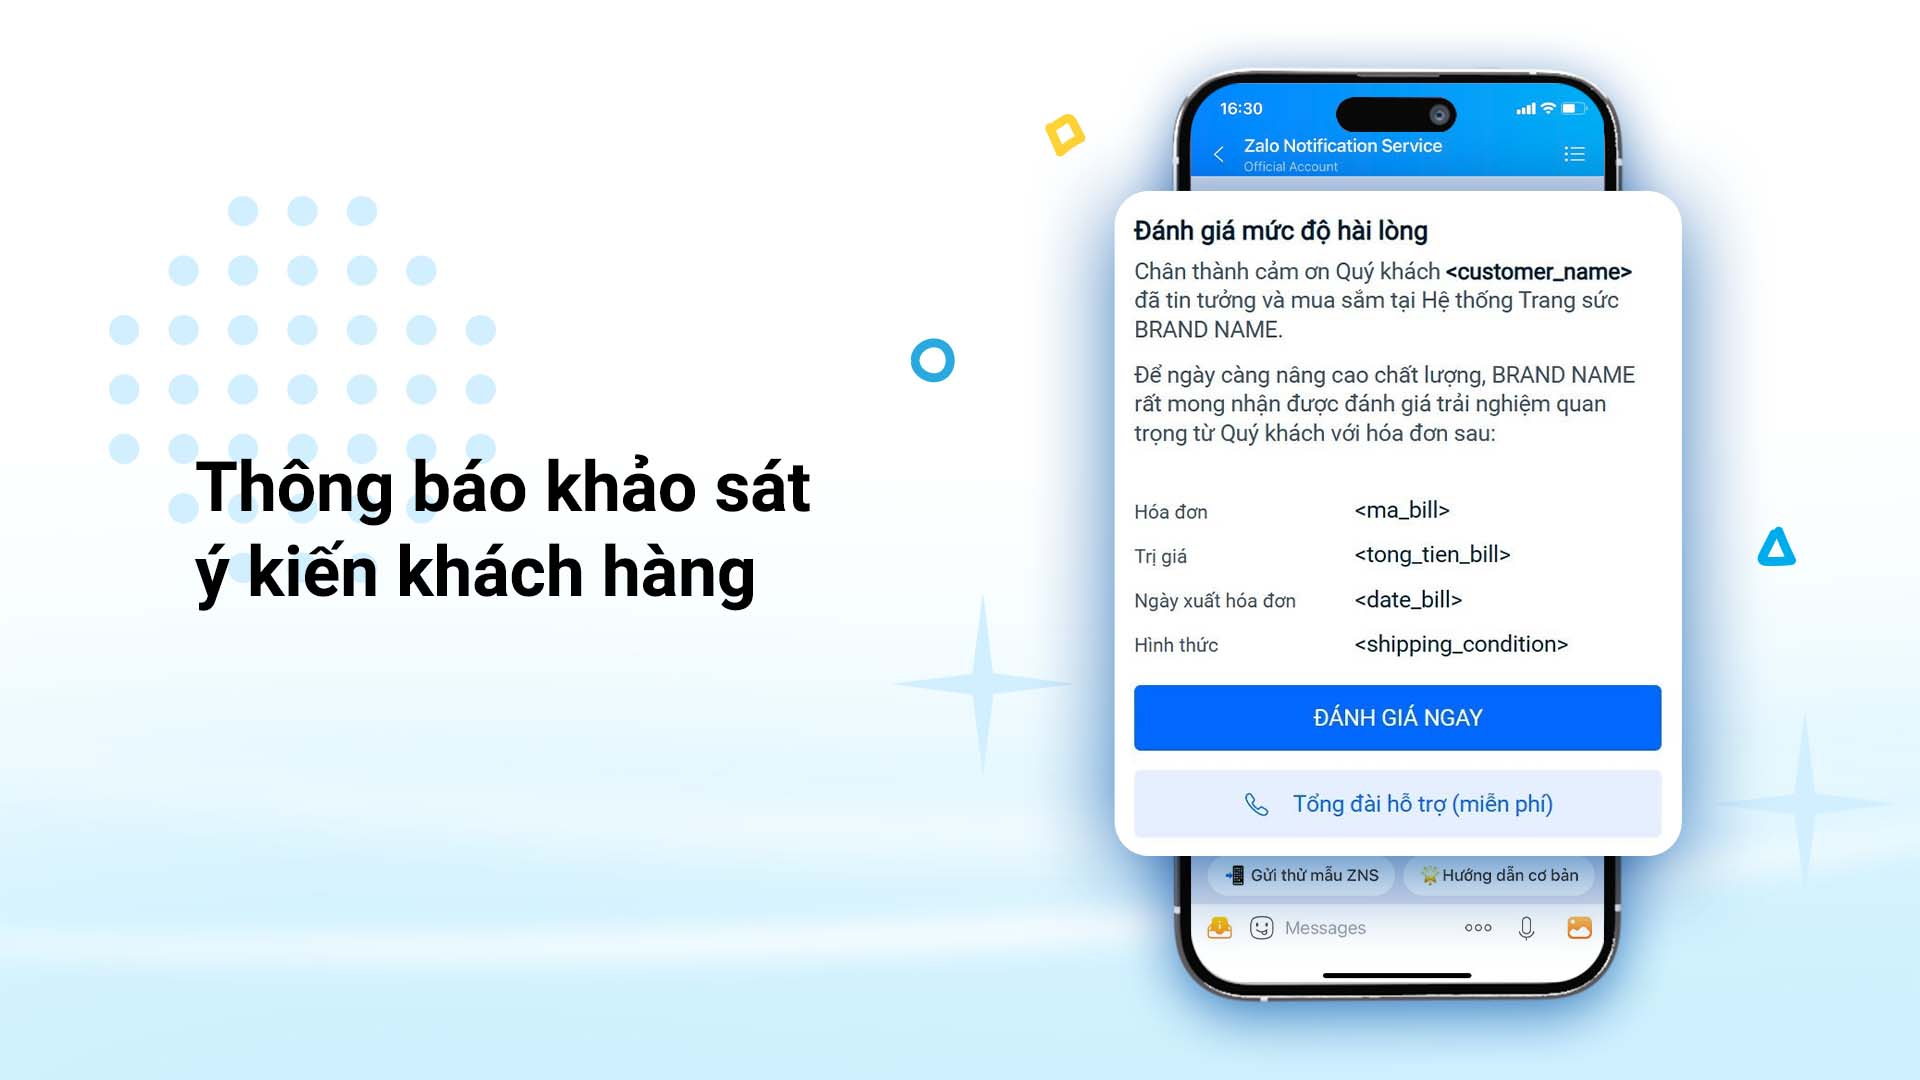 Thông báo khảo sát
ý kiến khách hàng
16:30
Zalo Notification Service
Official Account
Đánh giá mức độ hài lòng
Chân thành cảm ơn Quý khách <customer_name>
đã tin tưởng và mua sắm tại Hệ thống Trang sức
BRAND NAME.
Để ngày càng nâng cao chất lượng, BRAND NAME
rất mong nhận được đánh giá trải nghiệm quan
trọng từ Quý khách với hóa đơn sau:
Hóa đơn <ma_bill>
Trị giá <tong_tien_bill>
Ngày xuất hóa đơn <date_bill>
Hình thức <shipping_condition>
ĐÁNH GIÁ NGAY
Tổng đài hỗ trợ (miễn phí)
Gửi thử mẫu ZNS Hướng dẫn cơ bản
Messages